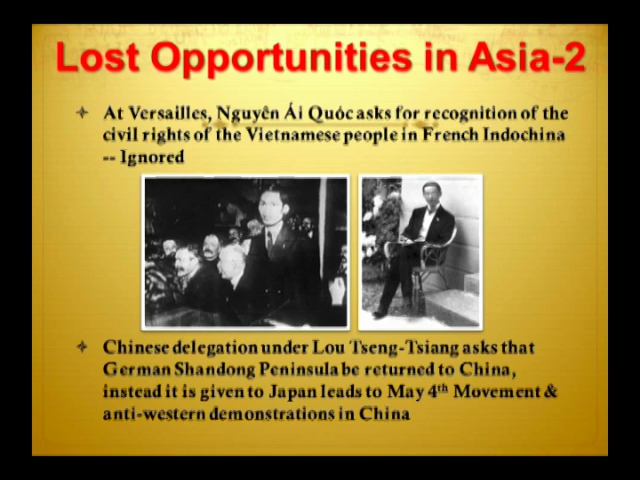 Lost Opportunities in Asia-2
At Versailles, Nguyên Ái Quốc asks for recognition of the
civil rights of the Vietnamese people in French Indochina
-- Ignored
Chinese delegation under Lou Tseng-Tsiang asks that
German Shandong Peninsula be returned to China,
instead it is given to Japan leads to May 4th Movement &
anti-western demonstrations in China